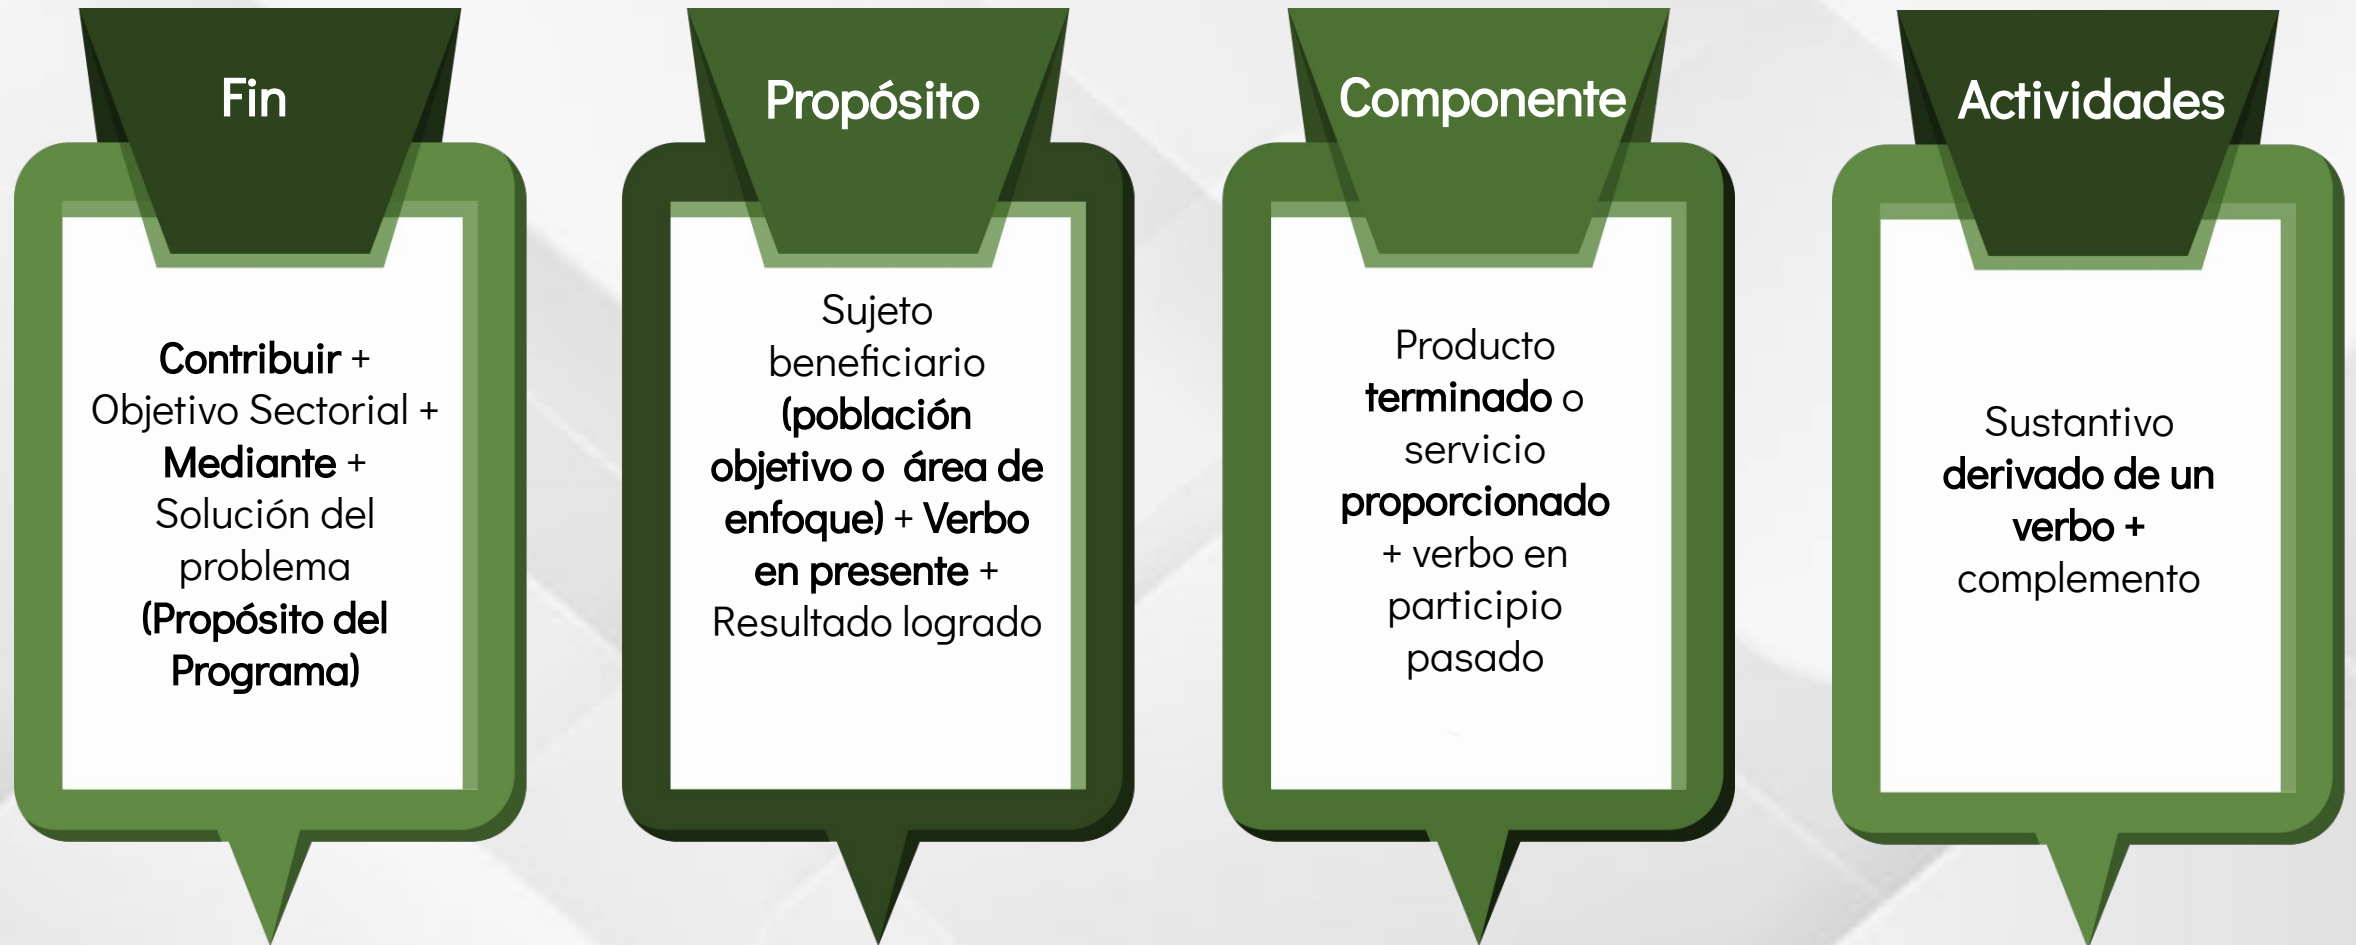 Fin
Contribuir +
Objetivo Sectorial +
Mediante +
Solución del
problema
(Propósito del
Programa)
Propósito
Sujeto
beneficiario
(población
objetivo o  área de
enfoque) + Verbo
en presente +
Resultado logrado
Componente
Producto
terminado o
servicio
proporcionado
+ verbo en
participio
pasado
Actividades
Sustantivo
derivado de un
verbo +
complemento